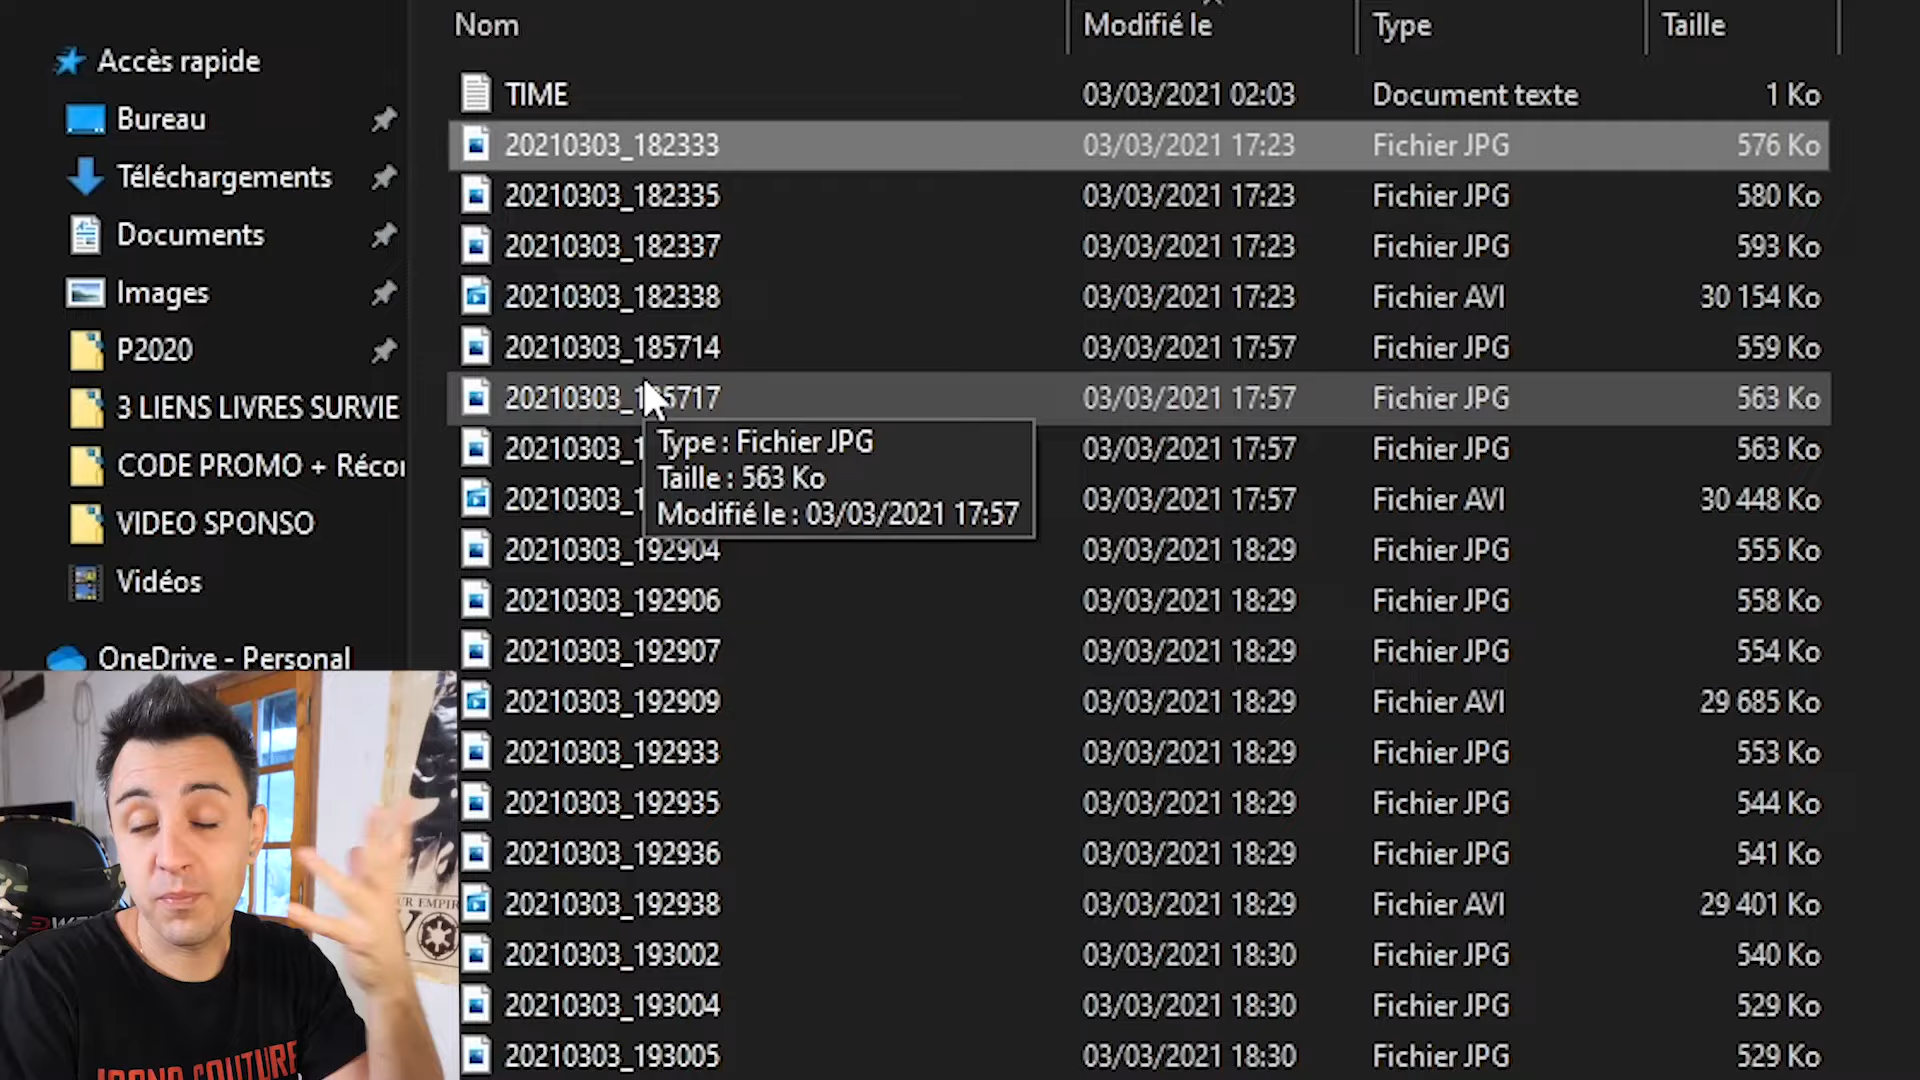 Nom Modifié le Type Taille
Accès rapide
Bureau
Téléchargements
Documents
Images
P2020
3 LIENS LIVRES SURVIE
CODE PROMO + Réco
VIDEO SPONSO
Vidéos
OneDrive - Personal
TIME 03/03/2021 02:03 Document texte 1 Ko
20210303_182333 03/03/2021 17:23 Fichier JPG 576 Ko
20210303_182335 03/03/2021 17:23 Fichier JPG 580 Ko
20210303_182337 03/03/2021 17:23 Fichier JPG 593 Ko
20210303_182338 03/03/2021 17:23 Fichier AVI 30 154 Ko
20210303_185714 03/03/2021 17:57 Fichier JPG 559 Ko
20210303_1 5717 03/03/2021 17:57 Fichier JPG 563 Ko
20210303_1 03/03/2021 17:57 Fichier JPG 563 Ko
20210303_1 03/03/2021 17:57 Fichier AVI 30 448 Ko
Type : Fichier JPG
Taille : 563 Ko
Modifié le : 03/03/2021 17:57
20210303_192904 03/03/2021 18:29 Fichier JPG 555 Ko
20210303_192906 03/03/2021 18:29 Fichier JPG 558 Ko
20210303_192907 03/03/2021 18:29 Fichier JPG 554 Ko
20210303_192909 03/03/2021 18:29 Fichier AVI 29 685 Ko
20210303_192933 03/03/2021 18:29 Fichier JPG 553 Ko
20210303_192935 03/03/2021 18:29 Fichier JPG 544 Ko
20210303_192936 03/03/2021 18:29 Fichier JPG 541 Ko
20210303_192938 03/03/2021 18:29 Fichier AVI 29 401 Ko
20210303_193002 03/03/2021 18:30 Fichier JPG 540 Ko
20210303_193004 03/03/2021 18:30 Fichier JPG 529 Ko
20210303_193005 03/03/2021 18:30 Fichier JPG 529 Ko
UR EMPIR
COUTURE